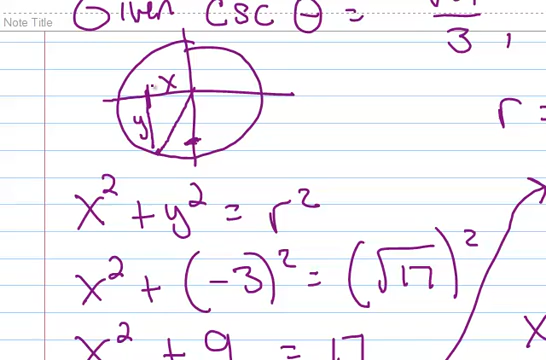 Note Title
Given CSC θ =
3,
x
y
r =
x² + y² = r²
x² + (-3)² = (√17)²
x
x² + 9 = 17